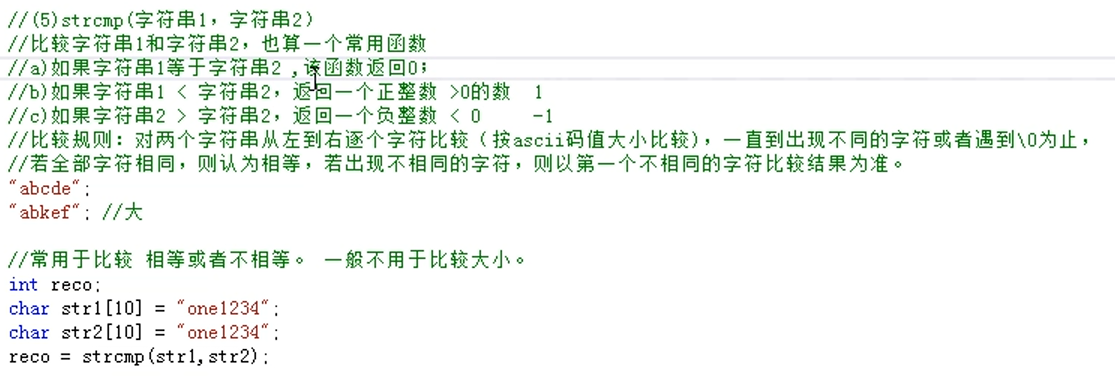 //(5)strcmp(字符串1，字符串2)
//比较字符串1和字符串2，也算一个常用函数
//a)如果字符串1等于字符串2 ,该函数返回0；
//b)如果字符串1 < 字符串2，返回一个正整数 >0的数  1
//c)如果字符串2 > 字符串2，返回一个负整数 < 0     -1
//比较规则：对两个字符串从左到右逐个字符比较（按ascii码值大小比较），一直到出现不同的字符或者遇到\0为止，
//若全部字符相同，则认为相等，若出现不相同的字符，则以第一个不相同的字符比较结果为准。
"abcde";
"abkef"; //大
//常用于比较 相等或者不相等。 一般不用于比较大小。
int reco;
char str1[10] = "one1234";
char str2[10] = "one1234";
reco = strcmp(str1,str2);